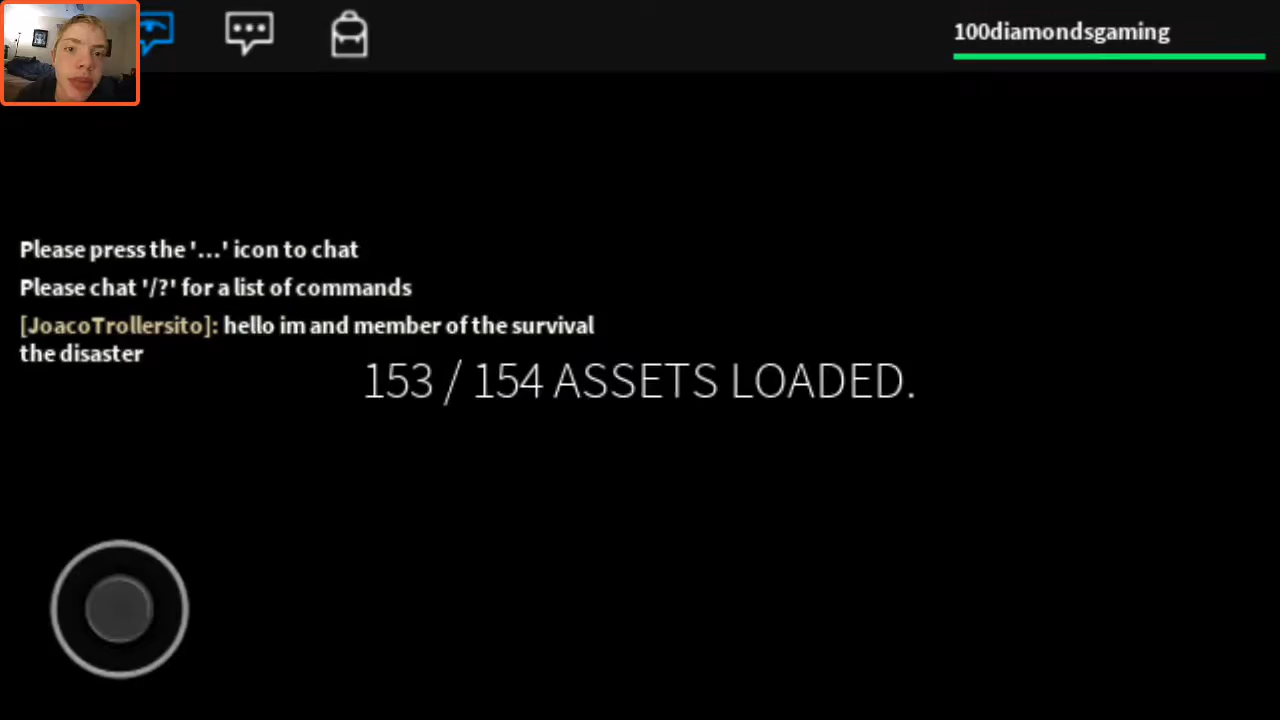 100diamondsgaming
Please press the '...' icon to chat
Please chat '/?' for a list of commands
[JoacoTrollersito]: hello im and member of the survival
the disaster
153 / 154 ASSETS LOADED.